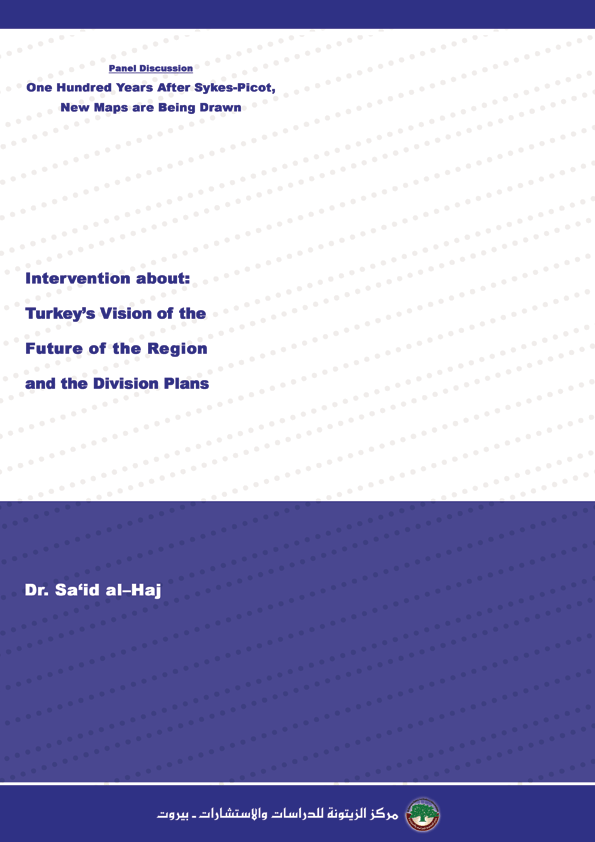 Panel Discussion
One Hundred Years After Sykes-Picot,
New Maps are Being Drawn
Intervention about:
Turkey’s Vision of the
Future of the Region
and the Division Plans
Dr. Sa‘id al–Haj
مركز الزيتونة للدراسات والاستشارات ـ بيروت